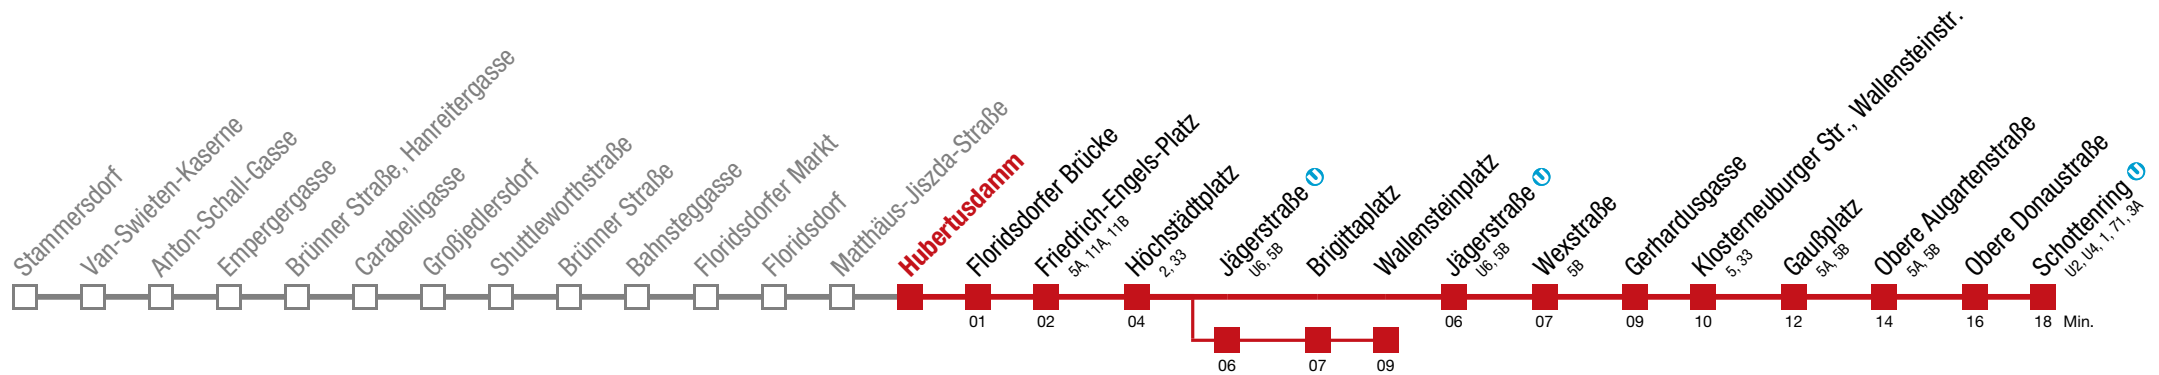 Stammersdorf
Van-Swieten-Kaserne
Anton-Schall-Gasse
Empergergasse
Brünner Straße, Hanreitergasse
Carabelligasse
Großjedlersdorf
Shuttleworthstraße
Brünner Straße
Bahnsteggasse
Floridsdorfer Markt
Floridsdorf
Matthäus-Jiszda-Straße
Hubertusdamm
Floridsdorfer Brücke
Friedrich-Engels-Platz
5A, 11A, 11B
Höchstädtplatz
2, 33
Jägerstraße U
U6, 5B
Brigittaplatz
Wallensteinplatz
Jägerstraße U
U6, 5B
Wexstraße
5B
Gerhardusgasse
Klosterneuburger Str., Wallensteinstr.
5, 33
Gaußplatz
5A, 5B
Obere Augartenstraße
5A, 5B
Obere Donaustraße
Schottenring U
U2, U4, 1, 71, 3A
01 02 04 06 07 09 10 12 14 16 18 Min.
06 07 09